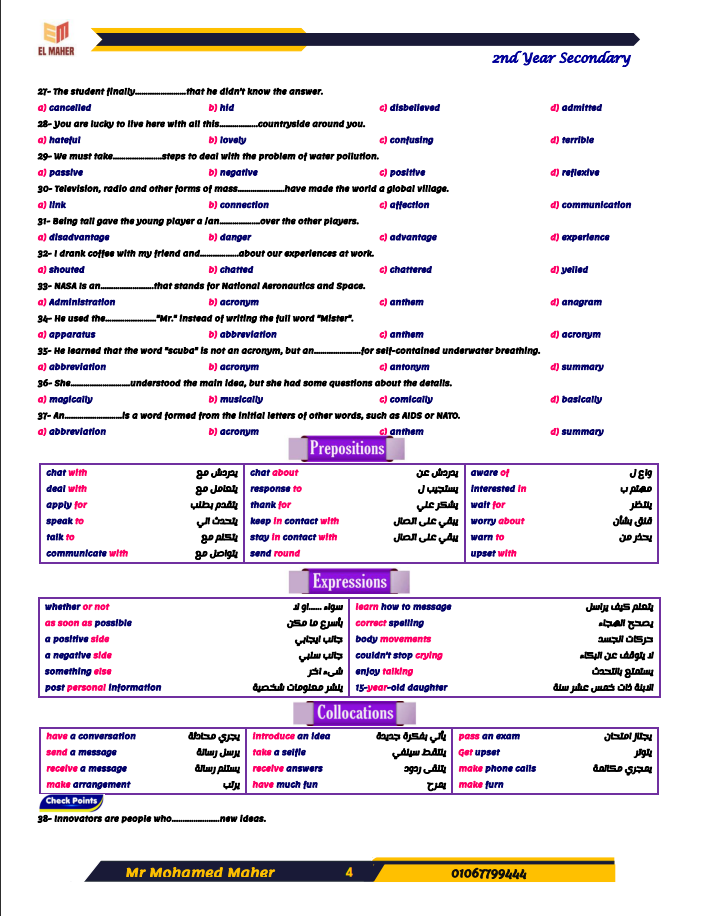 EM
EL MAHER
2nd Year Secondary
27- The student finally........................that he didn't know the answer.
a) cancelled b) hid c) disbelieved d) admitted
28- You are lucky to live here with all this..................countryside around you.
a) hateful b) lovely c) confusing d) terrible
29- We must take.......................steps to deal with the problem of water pollution.
a) passive b) negative c) positive d) reflexive
30- Television, radio and other forms of mass......................have made the world a global village.
a) link b) connection c) affection d) communication
31- Being tall gave the young player a /an...................over the other players.
a) disadvantage b) danger c) advantage d) experience
32- I drank coffee with my friend and..................about our experiences at work.
a) shouted b) chatted c) chattered d) yelled
33- NASA is an.........................that stands for National Aeronautics and Space.
a) Administration b) acronym c) anthem d) anagram
34- He used the........................"Mr." instead of writing the full word "Mister".
a) apparatus b) abbreviation c) anthem d) acronym
35- He learned that the word "scuba" is not an acronym, but an......................for self-contained underwater breathing.
a) abbreviation b) acronym c) antonym d) summary
36- She............................understood the main idea, but she had some questions about the details.
a) magically b) musically c) comically d) basically
37- An...........................is a word formed from the initial letters of other words, such as AIDS or NATO.
a) abbreviation b) acronym c) anthem d) summary
Prepositions
chat with يدردش مع chat about يدردش عن aware of واع ل
deal with يتعامل مع response to يستجيب ل interested in مهتم ب
apply for يتقدم بطلب thank for يشكر علي wait for ينتظر
speak to يتحدث الي keep in contact with يبقي على اتصال worry about قلق بشأن
talk to يتكلم مع stay in contact with يبقي على اتصال warn to يحذر من
communicate with يتواصل مع send round upset with
Expressions
whether or not سواء ......او لا learn how to message يتعلم كيف يراسل
as soon as possible بأسرع ما مكن correct spelling يصحح الهجاء
a positive side جانب ايجابي body movements حركات الجسد
a negative side جانب سلبي couldn't stop crying لا يتوقف عن البكاء
something else شىء اخر enjoy talking يستمتع بالتحدث
post personal information ينشر معلومات شخصية 15-year-old daughter الابنة ذات خمس عشر سنة
Collocations
have a conversation يجري محادثة introduce an idea يأتي بفكرة جديدة pass an exam يجتاز امتحان
send a message يرسل رسالة take a selfie يلتقط سيلفي Get upset يتوتر
receive a message يستلم رسالة receive answers يتلقى ردود make phone calls يجري مكالمة
make arrangement يرتب have much fun يمرح make furn
Check Points
38- Innovators are people who.......................new ideas.
Mr Mohamed Maher 4 01067799444